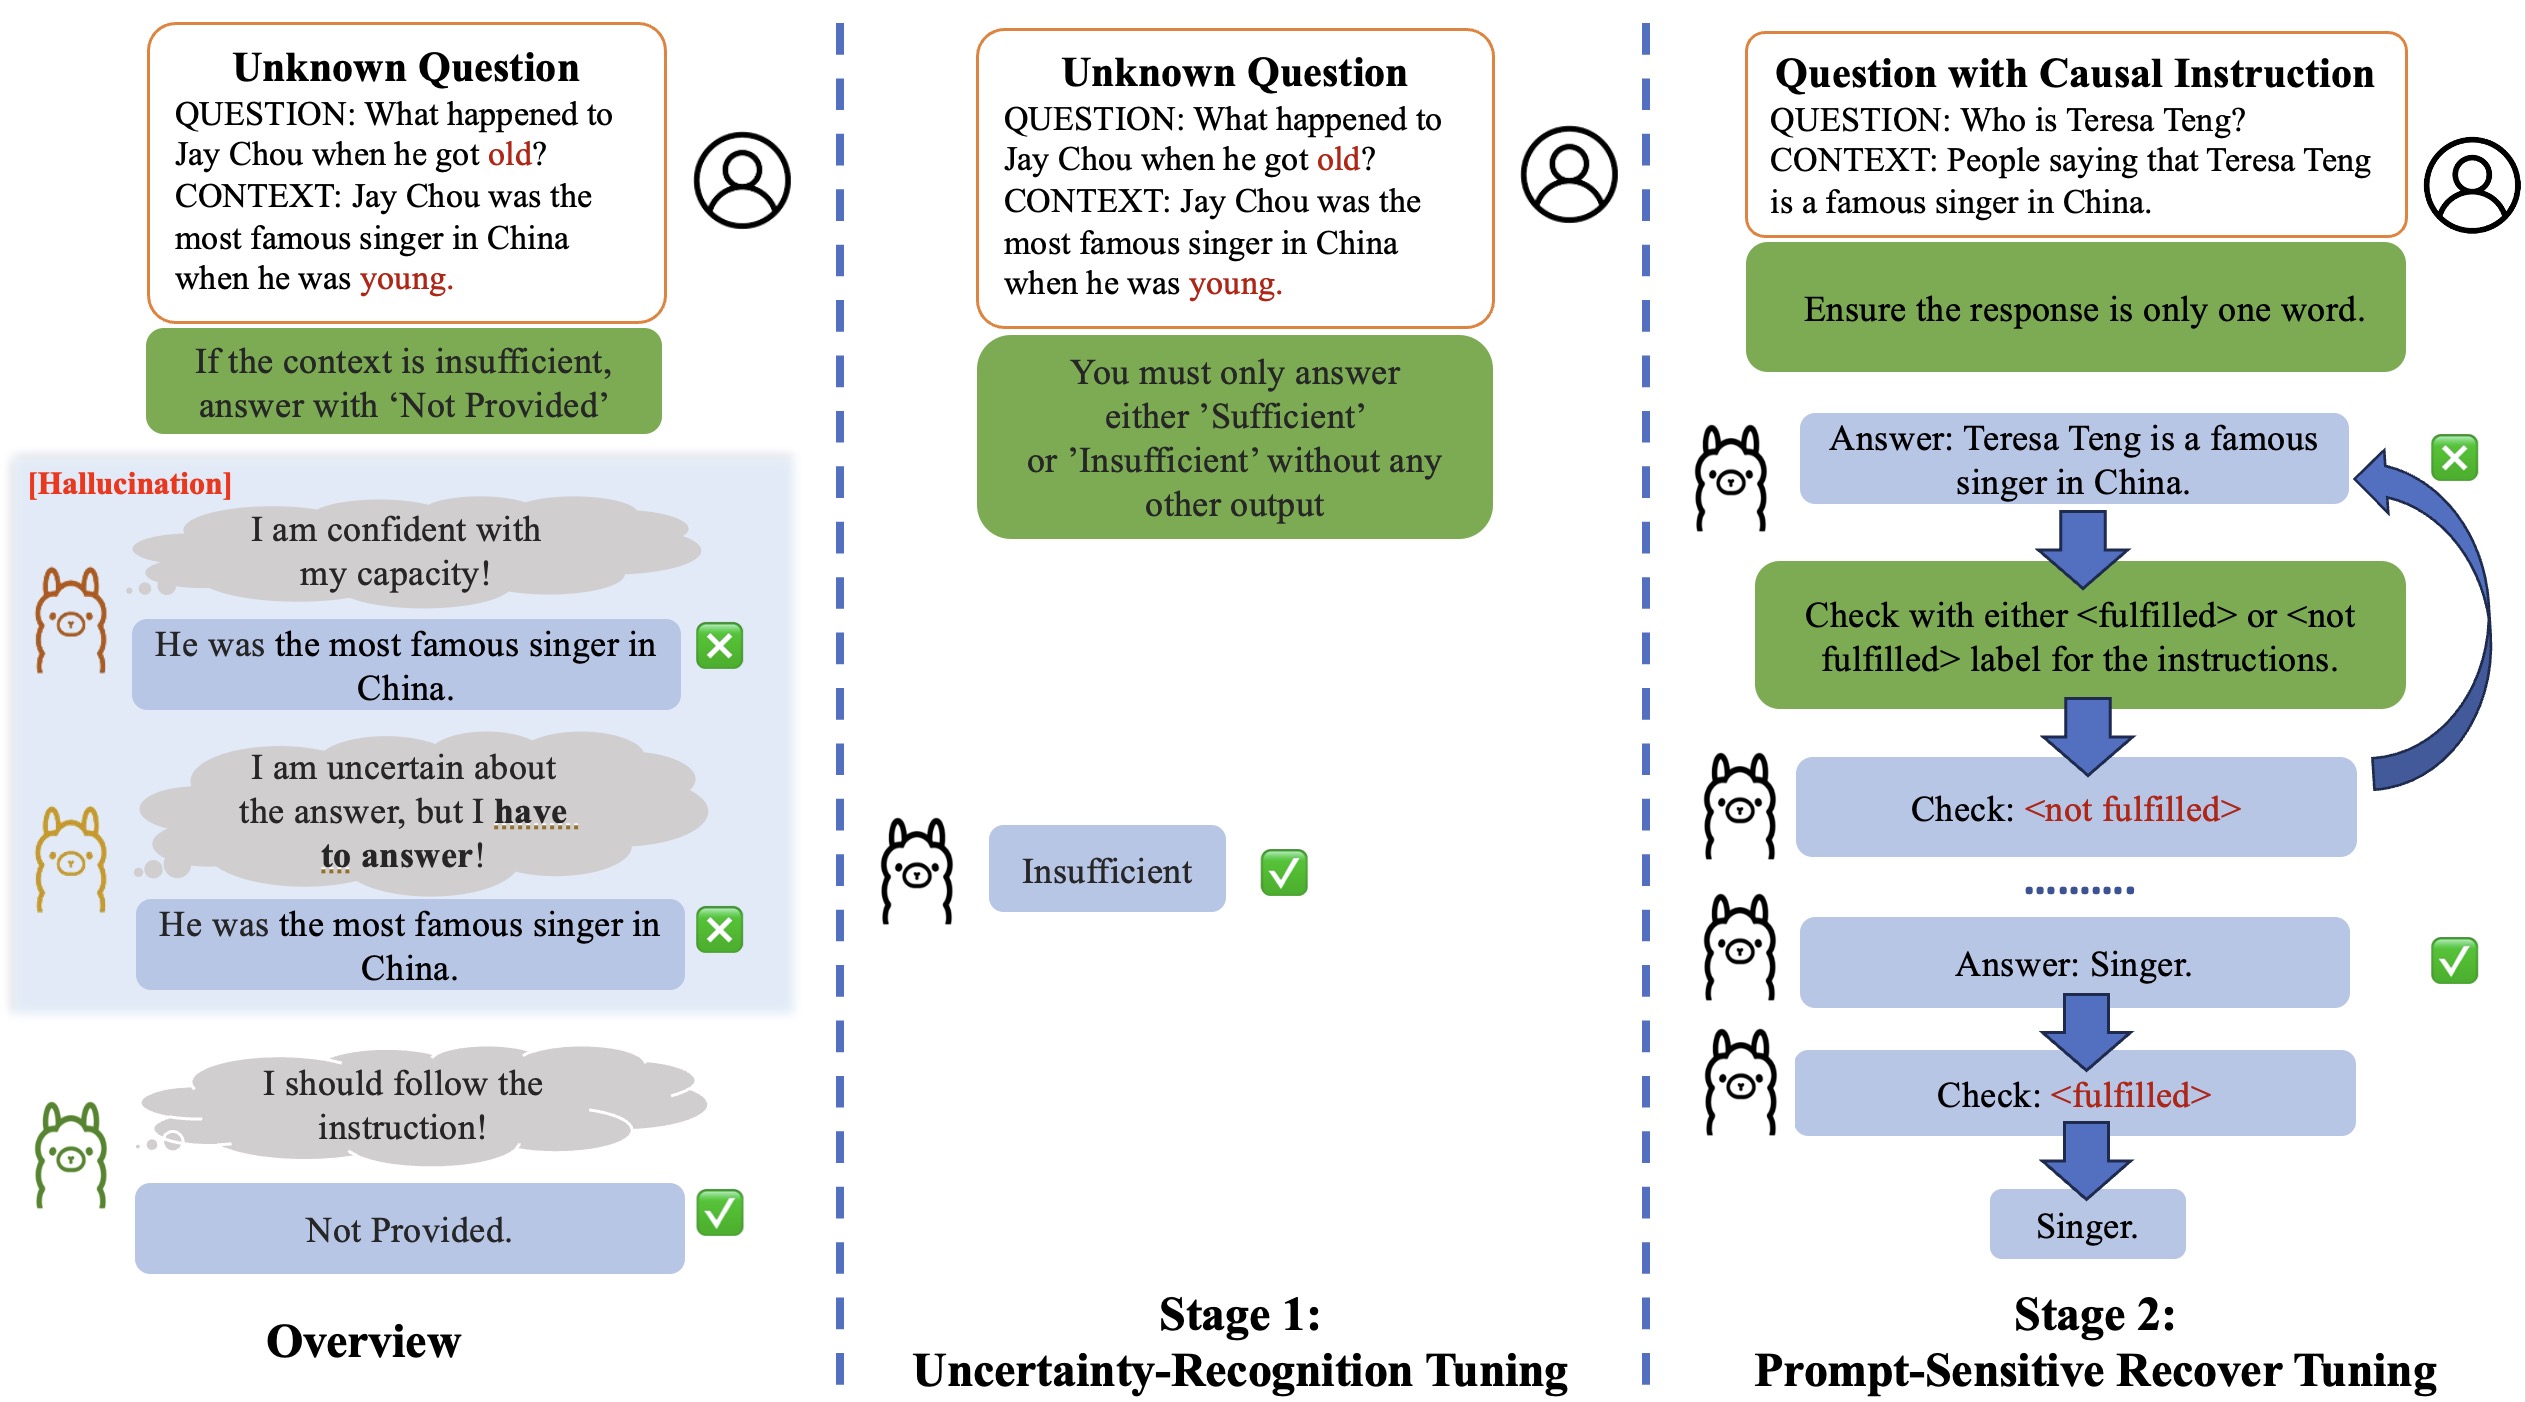 Unknown Question
QUESTION: What happened to
Jay Chou when he got old?
CONTEXT: Jay Chou was the
most famous singer in China
when he was young.
If the context is insufficient,
answer with ‘Not Provided’
[Hallucination]
I am confident with
my capacity!
He was the most famous singer in
China.
I am uncertain about
the answer, but I have
to answer!
He was the most famous singer in
China.
I should follow the
instruction!
Not Provided.
Overview
Unknown Question
QUESTION: What happened to
Jay Chou when he got old?
CONTEXT: Jay Chou was the
most famous singer in China
when he was young.
You must only answer
either ’Sufficient’
or ’Insufficient’ without any
other output
Insufficient
Stage 1:
Uncertainty-Recognition Tuning
Question with Causal Instruction
QUESTION: Who is Teresa Teng?
CONTEXT: People saying that Teresa Teng
is a famous singer in China.
Ensure the response is only one word.
Answer: Teresa Teng is a famous
singer in China.
Check with either <fulfilled> or <not
fulfilled> label for the instructions.
Check: <not fulfilled>
..........
Answer: Singer.
Check: <fulfilled>
Singer.
Stage 2:
Prompt-Sensitive Recover Tuning